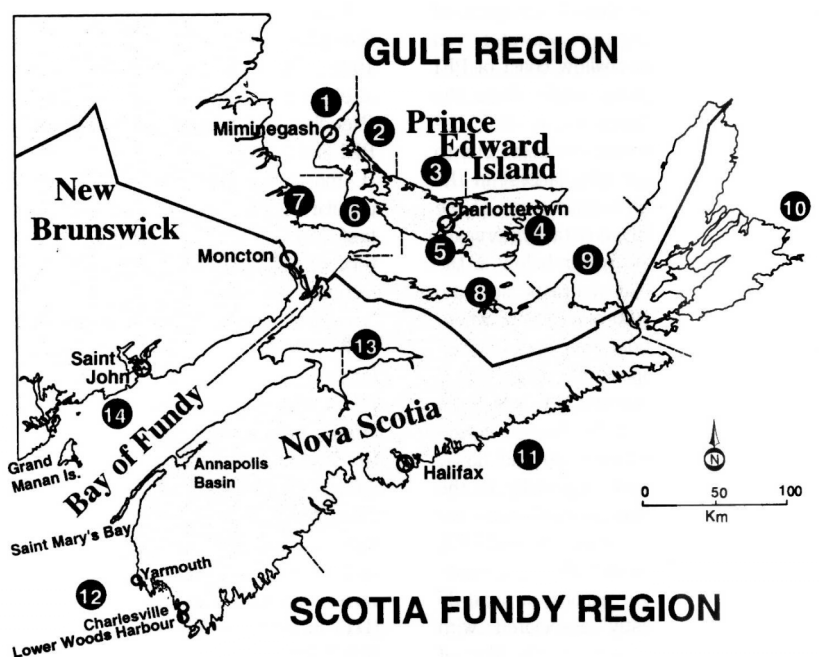 GULF REGION
1
Miminegash
2
Prince
Edward
Island
3
New
Brunswick
7
6
Charlottetown
4
10
Moncton
5
9
8
Saint
John
13
14
Bay of Fundy
Nova Scotia
Grand
Manan Is.
Annapolis
Basin
Halifax
11
N
0 50 100
Km
Saint Mary's Bay
Yarmouth
12
Charlesville
Lower Woods Harbour
SCOTIA FUNDY REGION